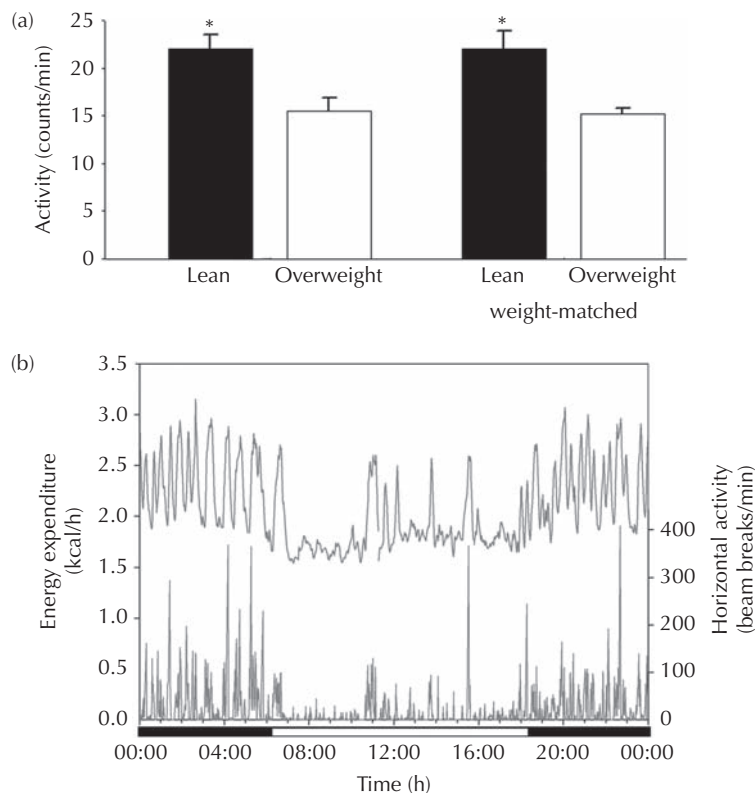 (a)
25
20
15
10
5
0
Activity (counts/min)
*
*
Lean
Overweight
Lean
Overweight
weight-matched
(b)
3.5
3.0
2.5
2.0
1.5
1.0
0.5
0.0
Energy expenditure
(kcal/h)
400
300
200
100
0
Horizontal activity
(beam breaks/min)
00:00 04:00 08:00 12:00 16:00 20:00 00:00
Time (h)